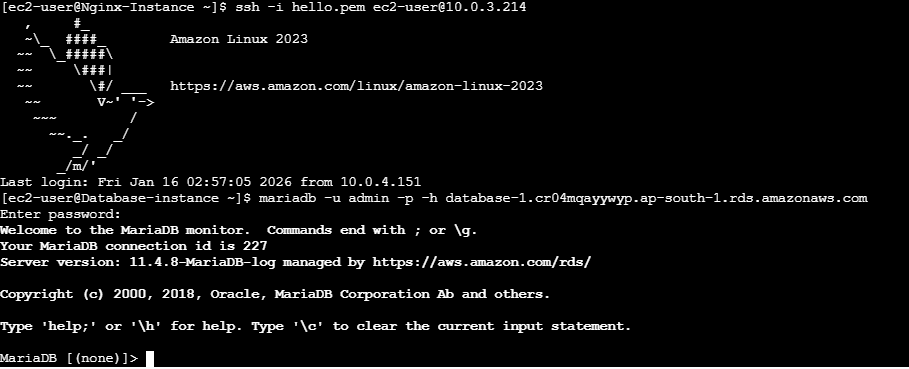 [ec2-user@Nginx-Instance ~]$ ssh -i hello.pem ec2-user@10.0.3.214
   ,     #_
   ~\_  ####_        Amazon Linux 2023
  ~~  \_#####\
  ~~     \###|
  ~~       \#/ ___   https://aws.amazon.com/linux/amazon-linux-2023
   ~~       V~' '->
    ~~~         /
      ~~._.   _/
         _/ _/
       _/m/'
Last login: Fri Jan 16 02:57:05 2026 from 10.0.4.151
[ec2-user@Database-instance ~]$ mariadb -u admin -p -h database-1.cr04mqayywyp.ap-south-1.rds.amazonaws.com
Enter password:
Welcome to the MariaDB monitor.  Commands end with ; or \g.
Your MariaDB connection id is 227
Server version: 11.4.8-MariaDB-log managed by https://aws.amazon.com/rds/

Copyright (c) 2000, 2018, Oracle, MariaDB Corporation Ab and others.

Type 'help;' or '\h' for help. Type '\c' to clear the current input statement.

MariaDB [(none)]>